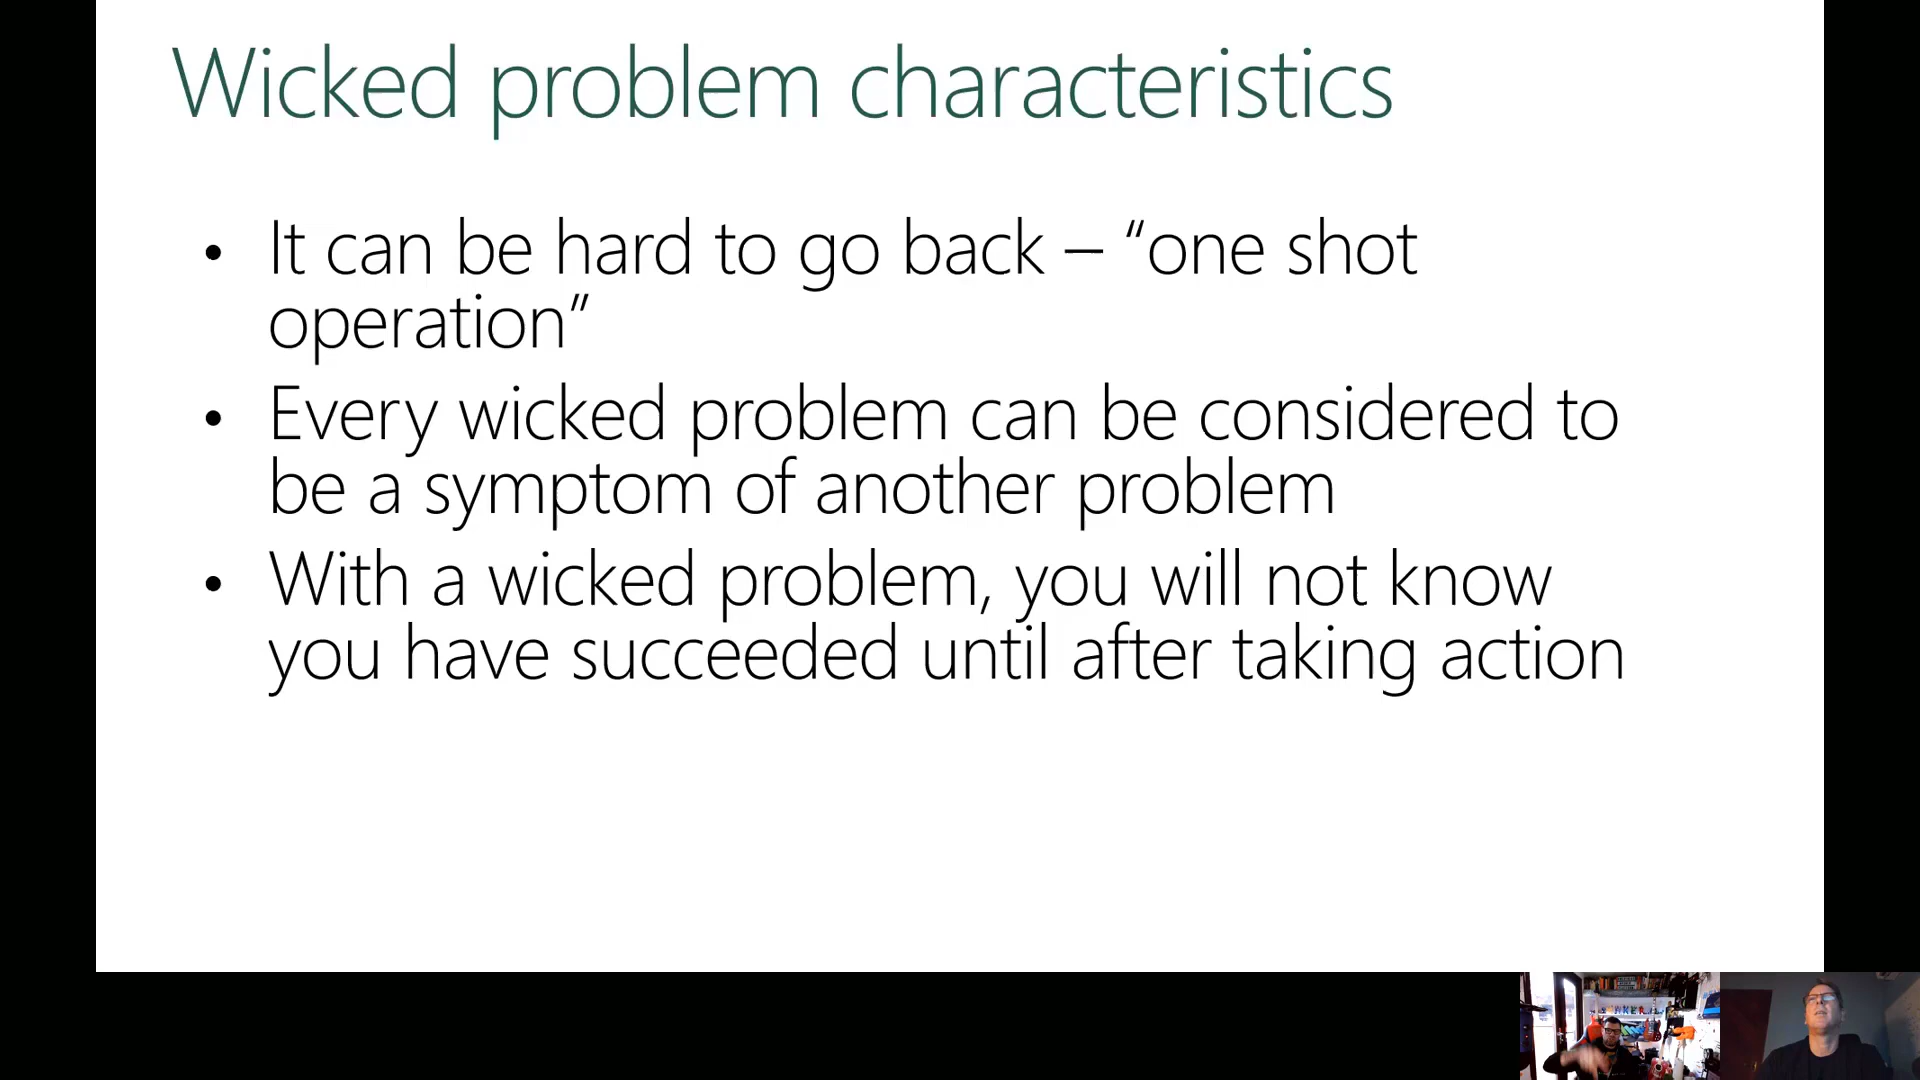 Wicked problem characteristics
• It can be hard to go back – “one shot
operation”
• Every wicked problem can be considered to
be a symptom of another problem
• With a wicked problem, you will not know
you have succeeded until after taking action